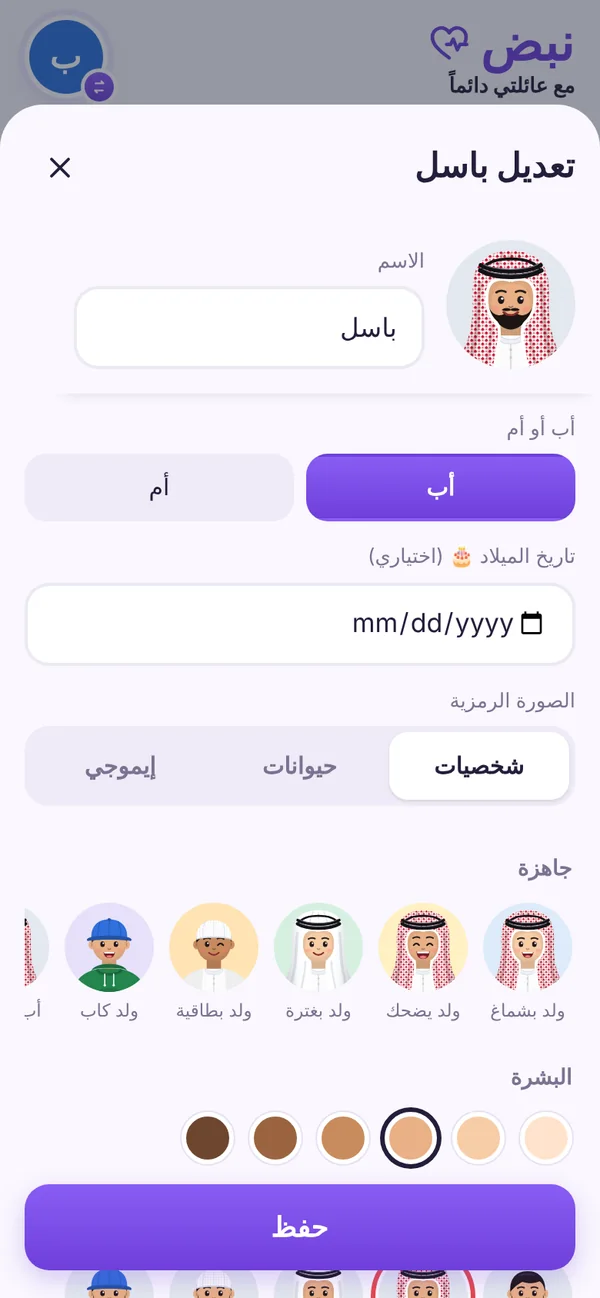 نبض
مع عائلتي دائماً
ب
تعديل باسل
الاسم
باسل
أب أو أم
أب
أم
تاريخ الميلاد 🎂 (اختياري)
mm/dd/yyyy
الصورة الرمزية
شخصيات
حيوانات
إيموجي
جاهزة
ولد بشماغ
ولد يضحك
ولد بغترة
ولد بطاقية
ولد كاب
أب
البشرة
حفظ